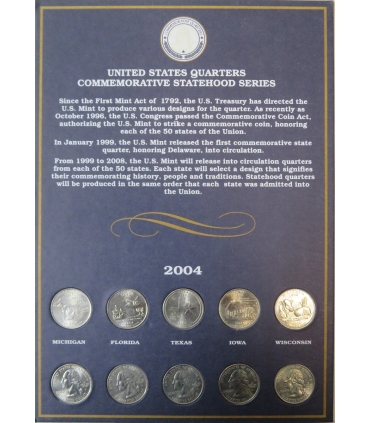 UNITED STATES QUARTERS
COMMEMORATIVE STATEHOOD SERIES
Since the First Mint Act of 1792, the U.S. Treasury has directed the
U.S. Mint to produce various designs for the quarter. As recently as
October 1996, the U.S. Congress passed the Commemorative Coin Act,
authorizing the U.S. Mint to strike a commemorative coin, honoring
each of the 50 states of the Union.
In January 1999, the U.S. Mint released the first commemorative state
quarter, honoring Delaware, into circulation.
From 1999 to 2008, the U.S. Mint will release into circulation quarters
from each of the 50 States. Each state will select a design that signifies
their commemorating history, people and traditions. Statehood quarters
will be produced in the same order that each state was admitted into
the Union.
2004
MICHIGAN FLORIDA TEXAS IOWA WISCONSIN